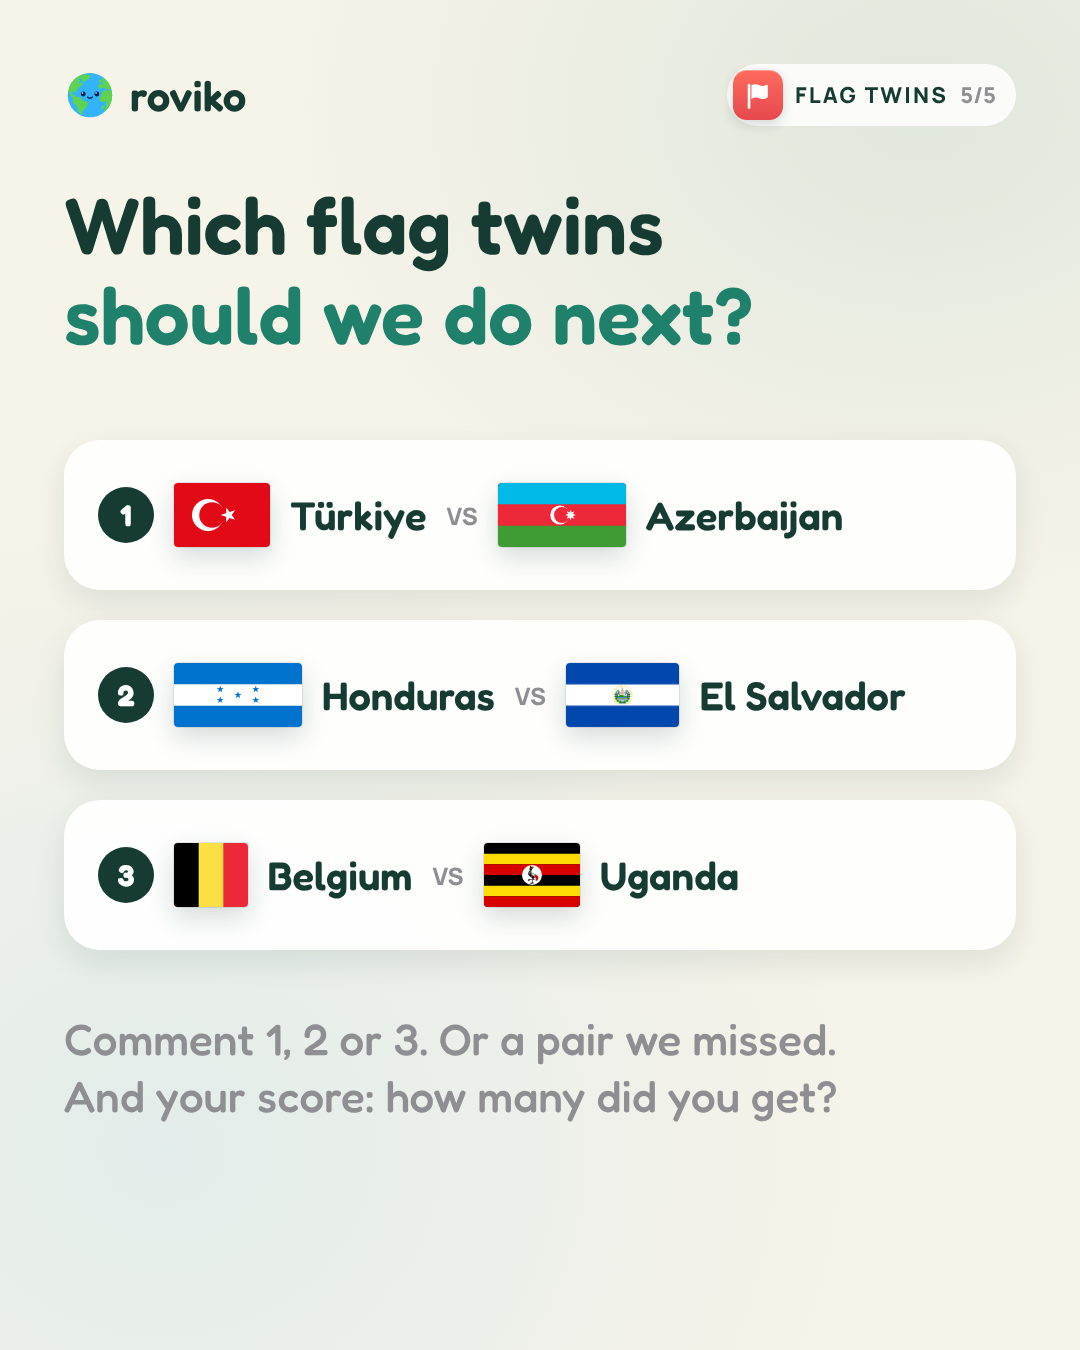 roviko
FLAG TWINS 5/5
Which flag twins
should we do next?
1 Türkiye VS Azerbaijan
2 Honduras VS El Salvador
3 Belgium VS Uganda
Comment 1, 2 or 3. Or a pair we missed.
And your score: how many did you get?